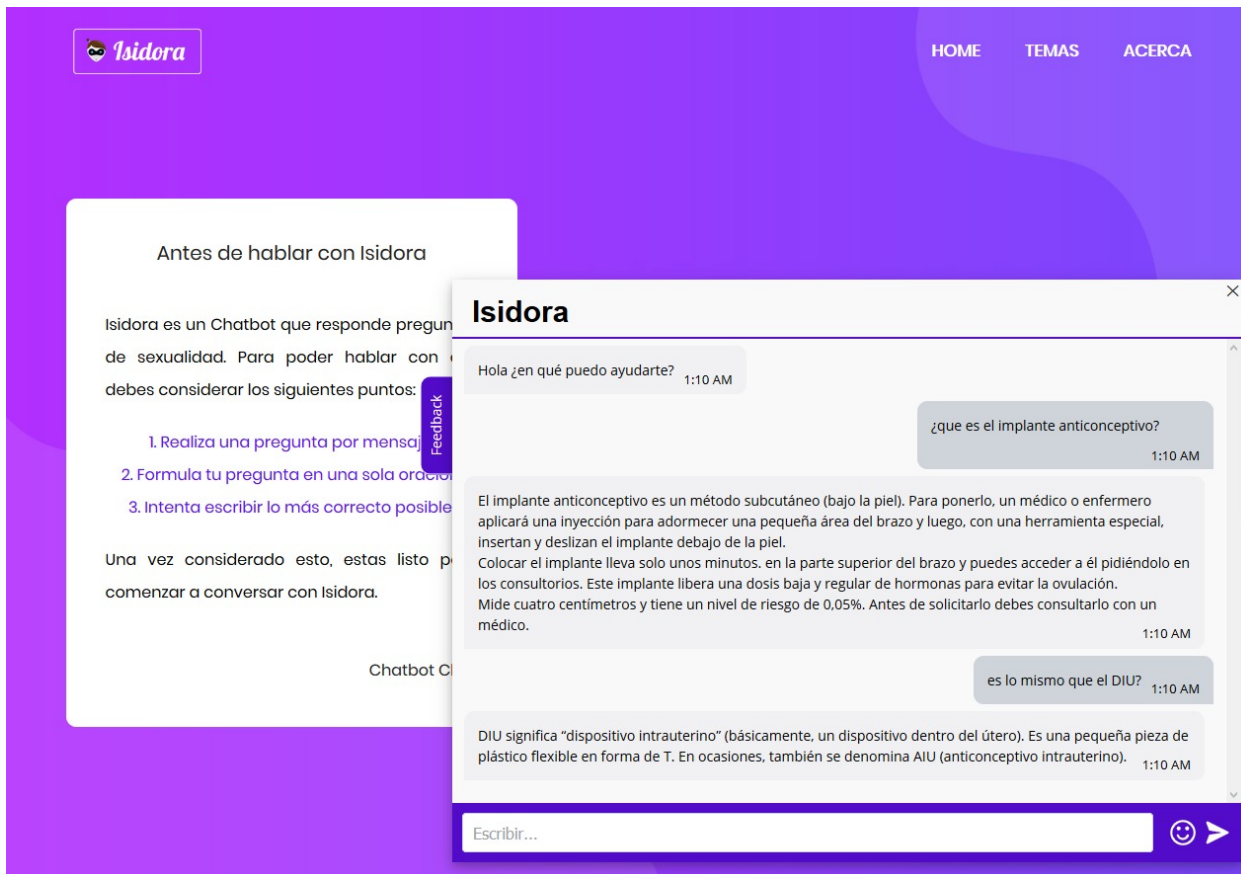 Isidora
HOME TEMAS ACERCA
Antes de hablar con Isidora
Isidora es un Chatbot que responde
de sexualidad. Para poder hablar con
debes considerar los siguientes puntos:
1. Realiza una pregunta por
2. Formula tu pregunta en una sola
3. Intenta escribir lo más correcto posible
Una vez considerado esto, estas listo
comenzar a conversar con Isidora.
Chatbot
Feedback
Isidora
Hola ¿en qué puedo ayudarte? 1:10 AM
¿que es el implante anticonceptivo?
1:10 AM
El implante anticonceptivo es un método subcutáneo (bajo la piel). Para ponerlo, un médico o enfermero
aplicará una inyección para adormecer una pequeña área del brazo y luego, con una herramienta especial,
insertan y deslizan el implante debajo de la piel.
Colocar el implante lleva solo unos minutos. en la parte superior del brazo y puedes acceder a él pidiéndolo en
los consultorios. Este implante libera una dosis baja y regular de hormonas para evitar la ovulación.
Mide cuatro centímetros y tiene un nivel de riesgo de 0,05%. Antes de solicitarlo debes consultarlo con un
médico.
1:10 AM
es lo mismo que el DIU? 1:10 AM
DIU significa “dispositivo intrauterino” (básicamente, un dispositivo dentro del útero). Es una pequeña pieza de
plástico flexible en forma de T. En ocasiones, también se denomina AIU (anticonceptivo intrauterino).
1:10 AM
Escribir...